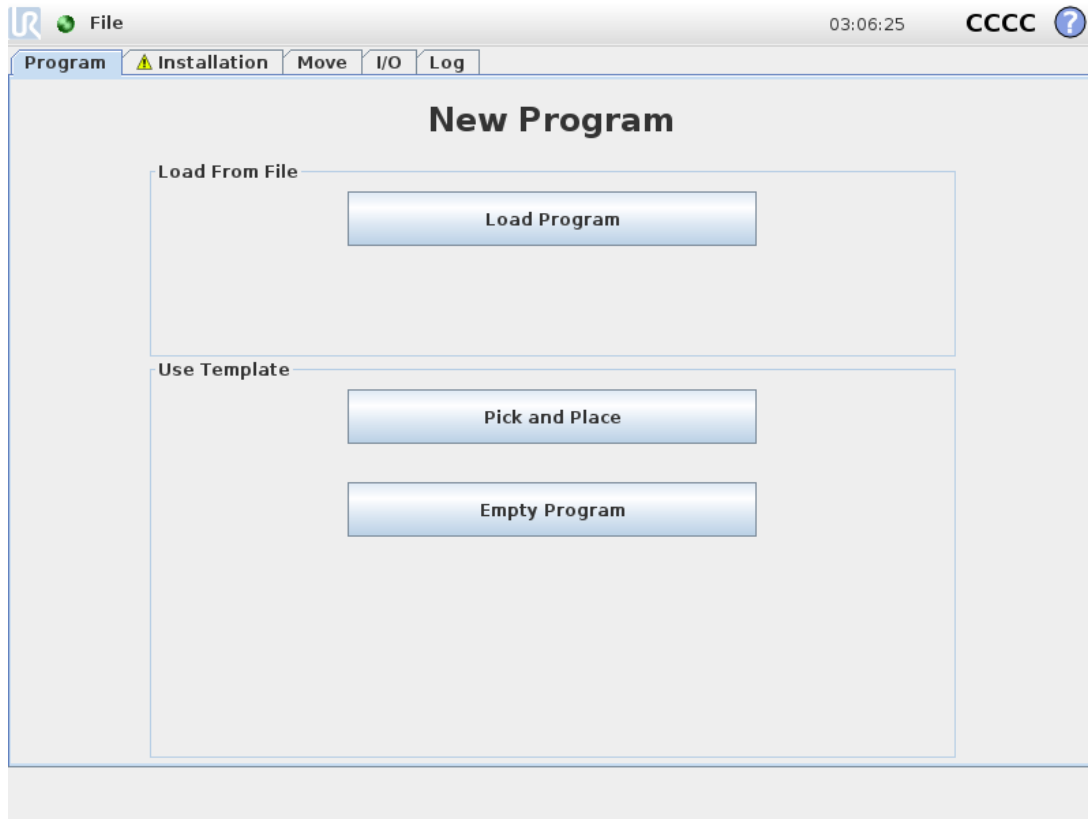 UR File 03:06:25 CCCC ?
Program Installation Move I/O Log
New Program
Load From File
Load Program
Use Template
Pick and Place
Empty Program